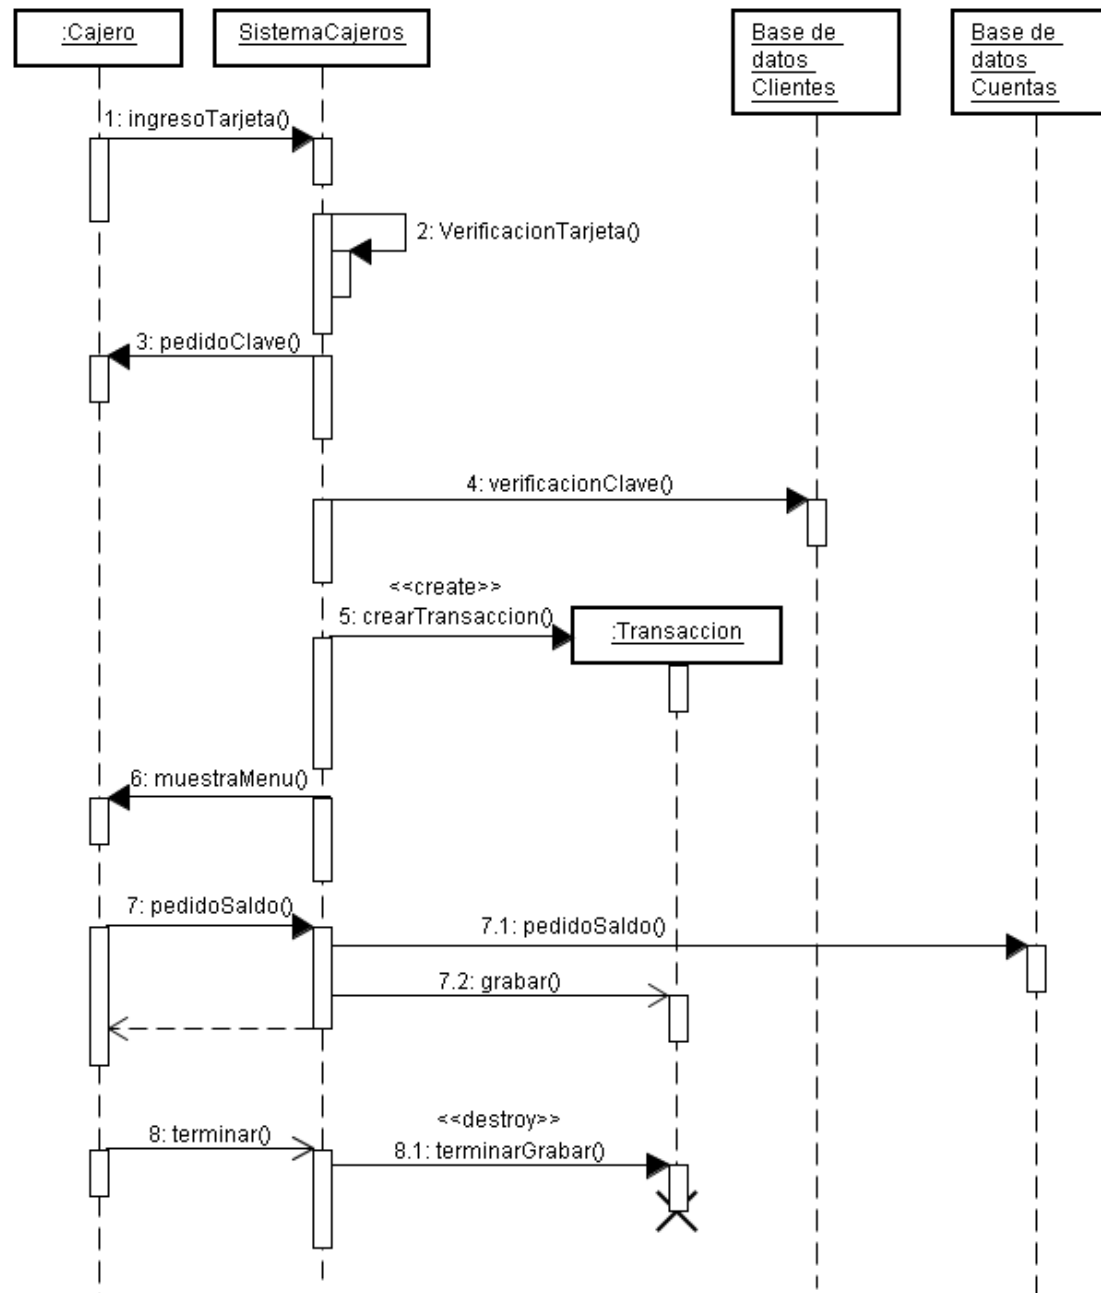 :Cajero
SistemaCajeros
Base de
datos
Clientes
Base de
datos
Cuentas
1: ingresoTarjeta()
2: VerificacionTarjeta()
3: pedidoClave()
4: verificacionClave()
<<create>>
5: crearTransaccion()
:Transaccion
6: muestraMenu()
7: pedidoSaldo()
7.1: pedidoSaldo()
7.2: grabar()
<<destroy>>
8: terminar()
8.1: terminarGrabar()